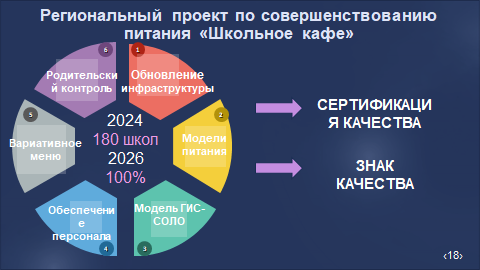 Региональный проект по совершенствованию
питания «Школьное кафе»
6
Родительски
й контроль
1
Обновление
инфраструктуры
5
Вариативное
меню
2024
180 школ
2026
100%
2
Модели
питания
Обеспечени
е
персонала
4
Модель ГИС-
СОЛО
3
СЕРТИФИКАЦИ
Я КАЧЕСТВА
ЗНАК
КАЧЕСТВА
‹18›